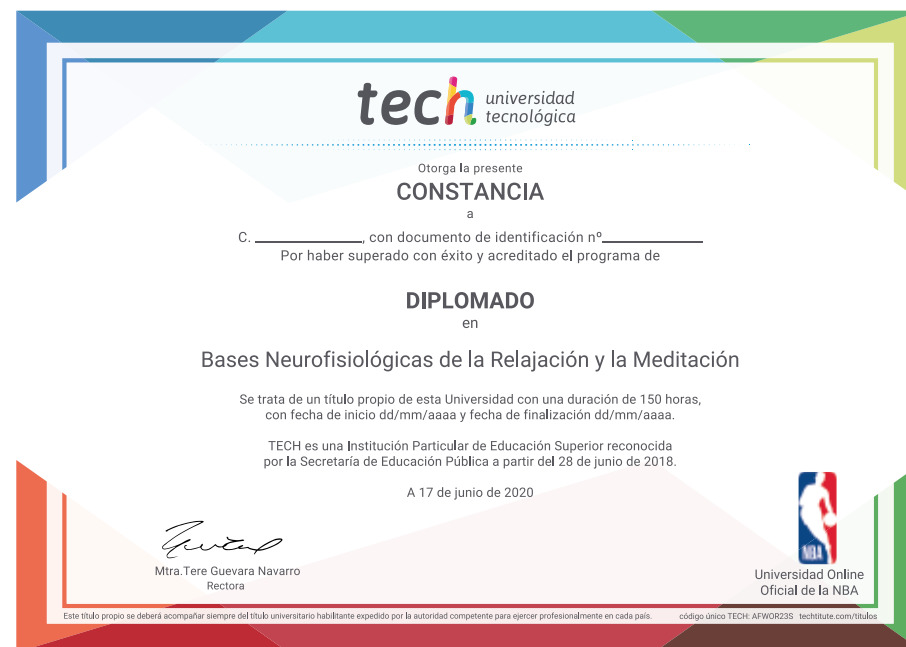 tech universidad
tecnológica
Otorga la presente
CONSTANCIA
a
C. ____________, con documento de identificación nº____________
Por haber superado con éxito y acreditado el programa de
DIPLOMADO
en
Bases Neurofisiológicas de la Relajación y la Meditación
Se trata de un título propio de esta Universidad con una duración de 150 horas,
con fecha de inicio dd/mm/aaaa y fecha de finalización dd/mm/aaaa.
TECH es una Institución Particular de Educación Superior reconocida
por la Secretaría de Educación Pública a partir del 28 de junio de 2018.
A 17 de junio de 2020
Mtra.Tere Guevara Navarro
Rectora
NBA
Universidad Online
Oficial de la NBA
Este título propio se deberá acompañar siempre del título universitario habilitante expedido por la autoridad competente para ejercer profesionalmente en cada país. código único TECH: AFWOR23S techtitute.com/titulos